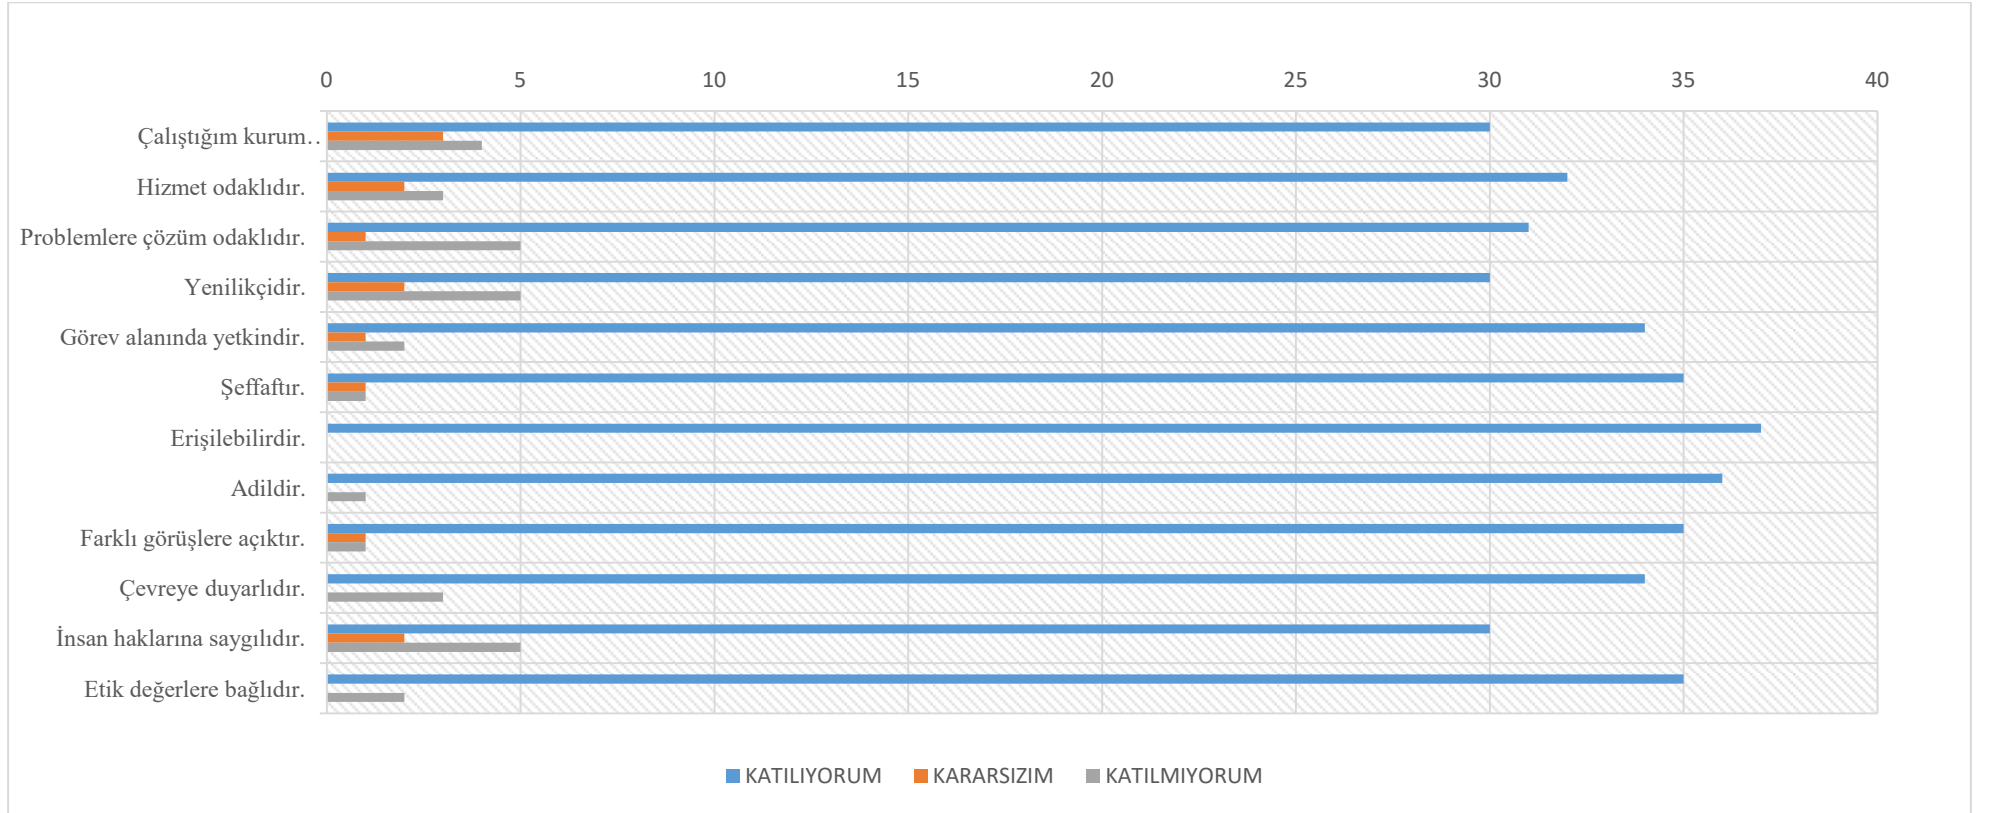 0 5 10 15 20 25 30 35 40
Çalıştığım kurum..
Hizmet odaklıdır.
Problemlere çözüm odaklıdır.
Yenilikçidir.
Görev alanında yetkindir.
Şeffaftır.
Erişilebilirdir.
Adildir.
Farklı görüşlere açıktır.
Çevreye duyarlıdır.
İnsan haklarına saygılıdır.
Etik değerlere bağlıdır.
KATILIYORUM KARARSIZIM KATILMIYORUM